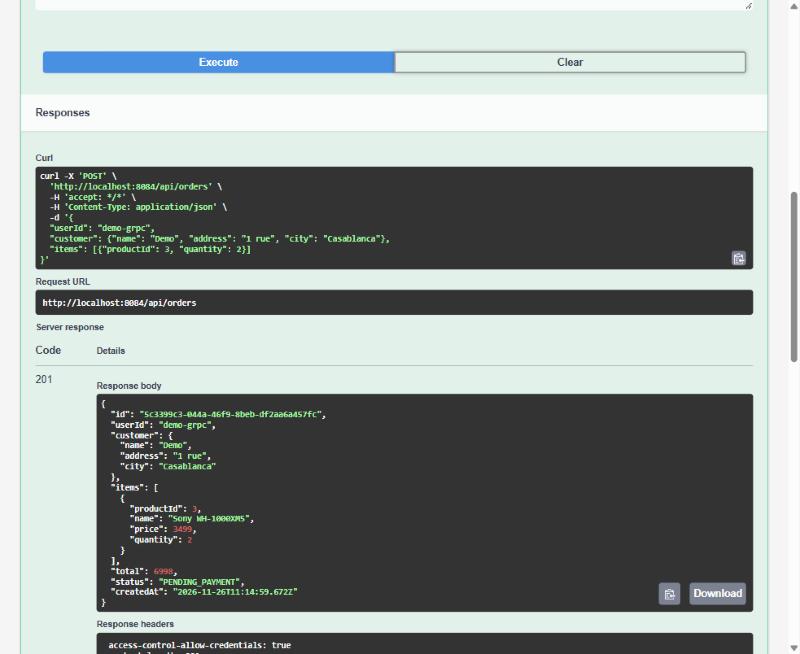 Execute
Clear
Responses
Curl
curl -X 'POST' \
  'http://localhost:8084/api/orders' \
  -H 'accept: */*' \
  -H 'Content-Type: application/json' \
  -d '{
  "userId": "demo-grpc",
  "customer": {"name": "Demo", "address": "1 rue", "city": "Casablanca"},
  "items": [{"productId": 3, "quantity": 2}]
}'
Request URL
http://localhost:8084/api/orders
Server response
Code Details
201
Response body
{
  "id": "5c3399c3-044a-46f9-8beb-df2aa6a457fc",
  "userId": "demo-grpc",
  "customer": {
    "name": "Demo",
    "address": "1 rue",
    "city": "Casablanca"
  },
  "items": [
    {
      "productId": 3,
      "name": "Sony WH-1000XM5",
      "price": 3499,
      "quantity": 2
    }
  ],
  "total": 6998,
  "status": "PENDING_PAYMENT",
  "createdAt": "2026-11-26T11:14:59.672Z"
}
Download
Response headers
access-control-allow-credentials: true